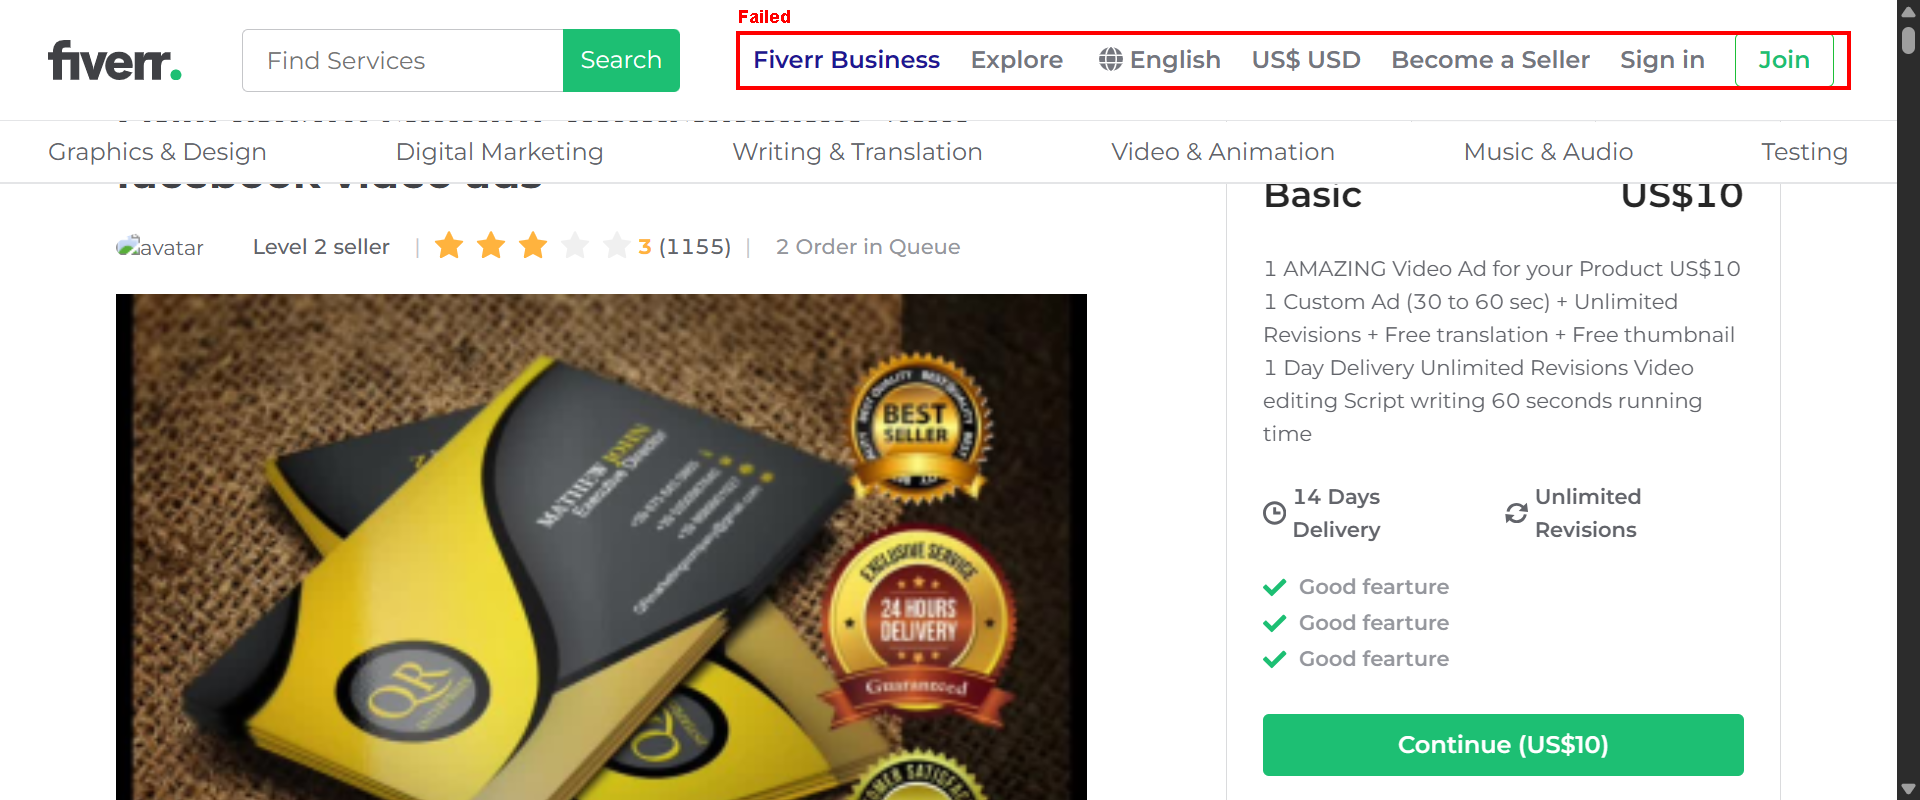 Failed
fiverr.
Find Services
Search
Fiverr Business
Explore
English
US$ USD
Become a Seller
Sign in
Join
Graphics & Design
Digital Marketing
Writing & Translation
Video & Animation
Music & Audio
Testing
facebook video ads
avatar
Level 2 seller
|
3 (1155)
|
2 Order in Queue
Basic
US$10
1 AMAZING Video Ad for your Product US$10
1 Custom Ad (30 to 60 sec) + Unlimited
Revisions + Free translation + Free thumbnail
1 Day Delivery Unlimited Revisions Video
editing Script writing 60 seconds running
time
14 Days
Delivery
Unlimited
Revisions
Good fearture
Good fearture
Good fearture
Continue (US$10)
MATHEW JOHN
Executive Director
QR
BEST QUALITY
BEST
SELLER
EXCLUSIVE SERVICE
24 HOURS
DELIVERY
Guaranteed